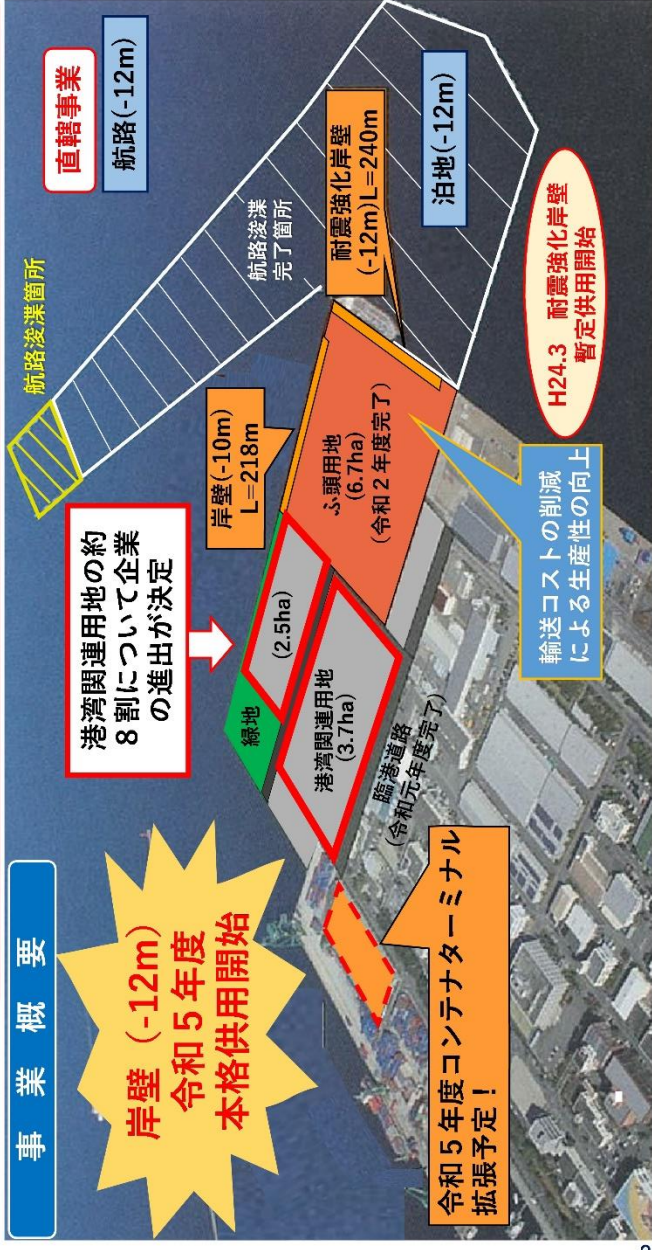 事業概要
岸壁（-12m）
令和５年度
本格供用開始
港湾関連用地の約
８割について企業
の進出が決定
航路浚渫箇所
直轄事業
航路(-12m)
航路浚渫
完了箇所
岸壁(-10m)
L=218m
耐震強化岸壁
(-12m)L=240m
泊地(-12m)
緑地
(2.5ha)
港湾関連用地
(3.7ha)
ふ頭用地
(6.7ha)
(令和２年度完了)
臨港道路
(令和元年度完了)
令和５年度コンテナターミナル
拡張予定！
輸送コストの削減
による生産性の向上
H24.3　耐震強化岸壁
暫定供用開始